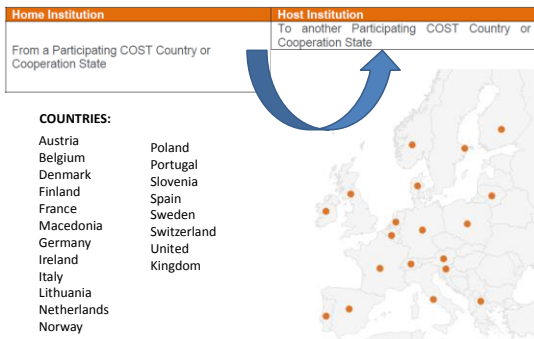 Home Institution
Host Institution
From a Participating COST Country or
Cooperation State
To another Participating COST Country or
Cooperation State
COUNTRIES:
Austria
Belgium
Denmark
Finland
France
Macedonia
Germany
Ireland
Italy
Lithuania
Netherlands
Norway
Poland
Portugal
Slovenia
Spain
Sweden
Switzerland
United
Kingdom